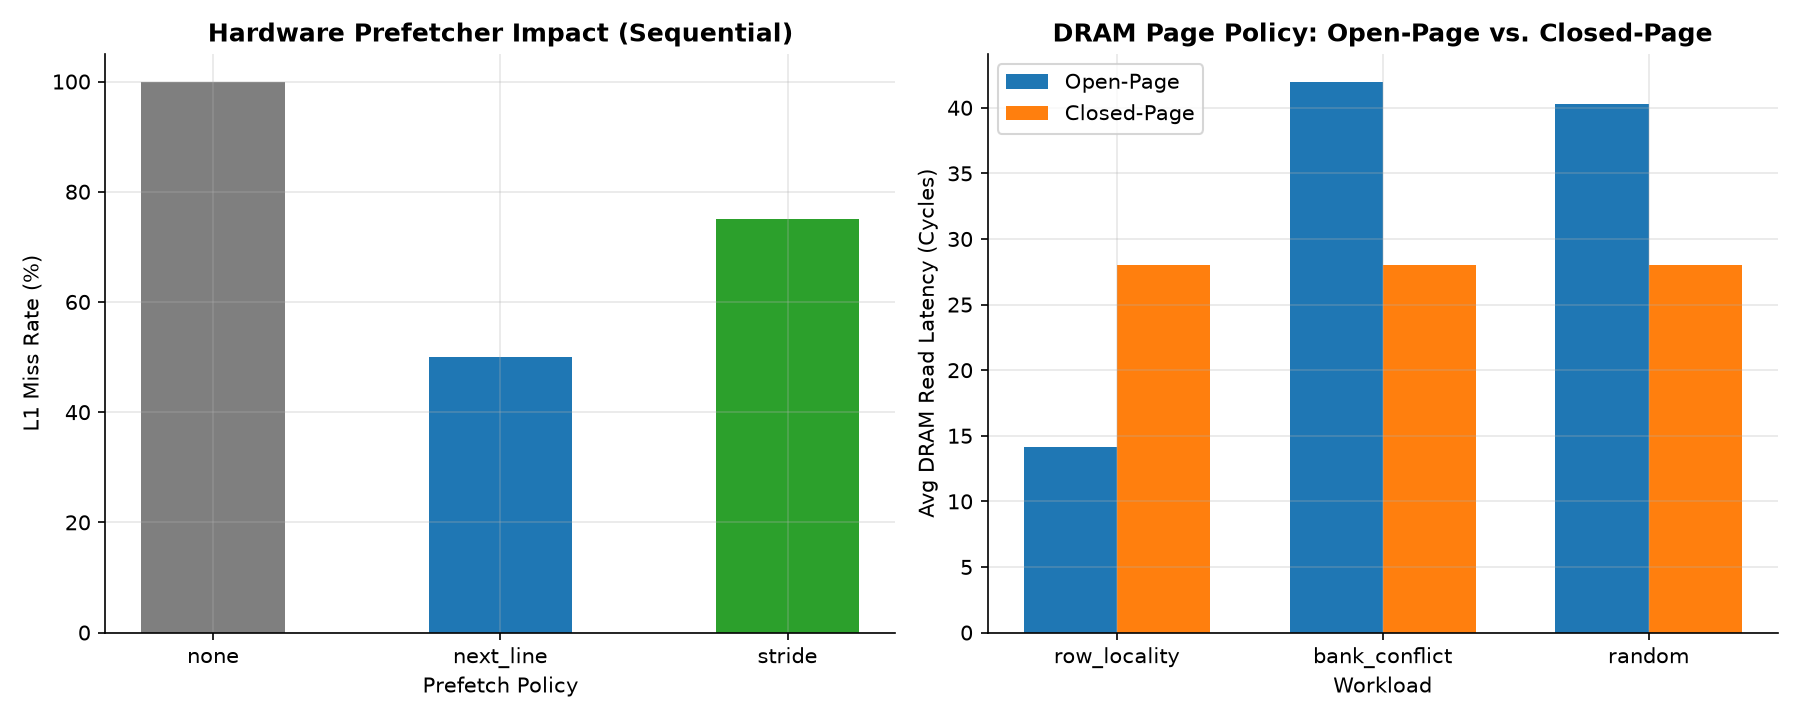 Hardware Prefetcher Impact (Sequential)
L1 Miss Rate (%)
100
80
60
40
20
0
none next_line stride
Prefetch Policy
DRAM Page Policy: Open-Page vs. Closed-Page
Open-Page
Closed-Page
Avg DRAM Read Latency (Cycles)
40
35
30
25
20
15
10
5
0
row_locality bank_conflict random
Workload